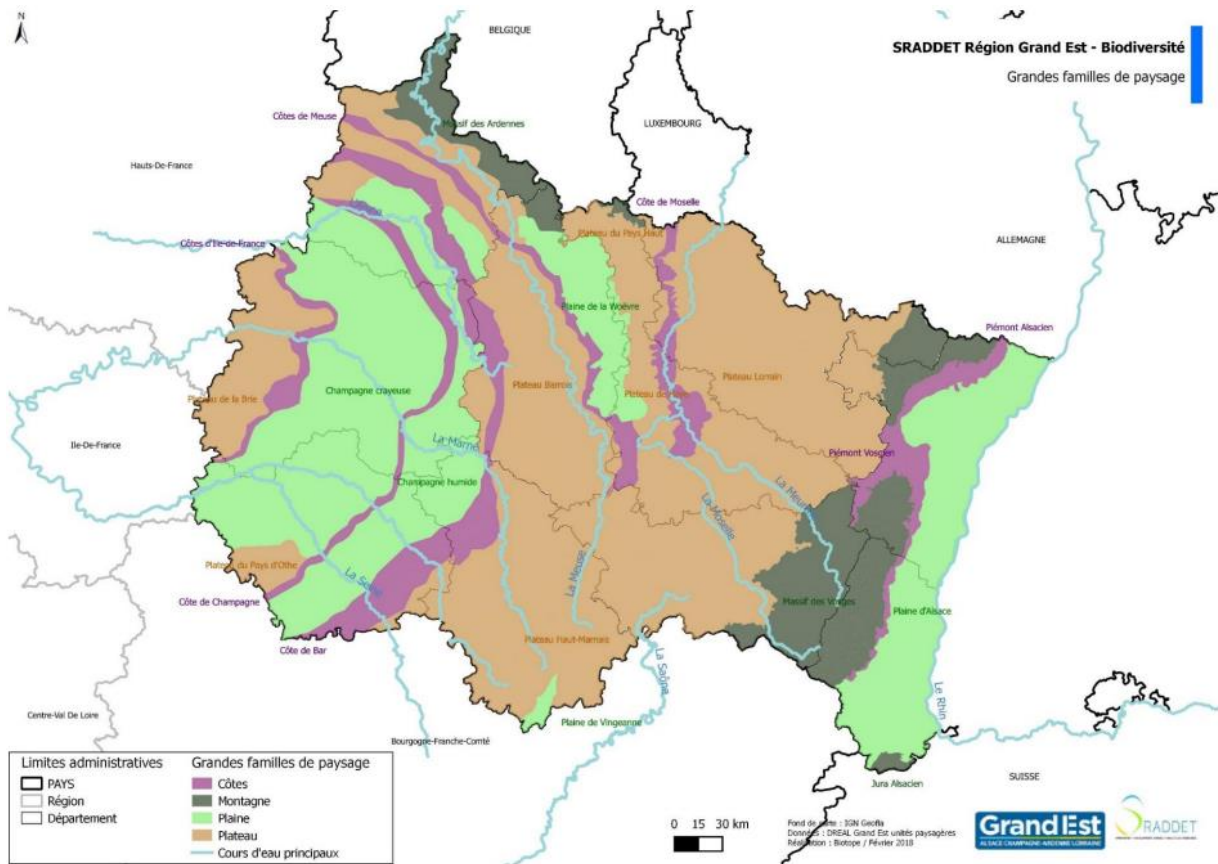 N
BELGIQUE
SRADDET Région Grand Est - Biodiversité
Grandes familles de paysage
Côtes de Meuse
Massif des Ardennes
LUXEMBOURG
Hauts-De-France
Côte de Moselle
Plateau du Pays Haut
Côtes d'Ile-de-France
ALLEMAGNE
Plaine de la Woëvre
Piémont Alsacien
Champagne crayeuse
Plateau Barrois
Plateau Lorrain
Plateau de la Brie
Ile-De-France
La Marne
Piémont Vosgien
Champagne humide
La Meurthe
La Moselle
Plateau du Pays d'Othe
La Seine
La Meuse
Côte de Champagne
Massif des Vosges
Plaine d'Alsace
Côte de Bar
Plateau Haut-Marnais
La Saône
Le Rhin
Centre-Val De Loire
Plaine de Vingeanne
Bourgogne-Franche-Comté
SUISSE
Jura Alsacien
Limites administratives
PAYS
Région
Département
Grandes familles de paysage
Côtes
Montagne
Plaine
Plateau
Cours d'eau principaux
0 15 30 km
Fond de carte : IGN Geofla
Données : DREAL Grand Est unités paysagères
Réalisation : Biotope / Février 2018
Grand Est
ALSACE CHAMPAGNE-ARDENNE LORRAINE
SRADDET